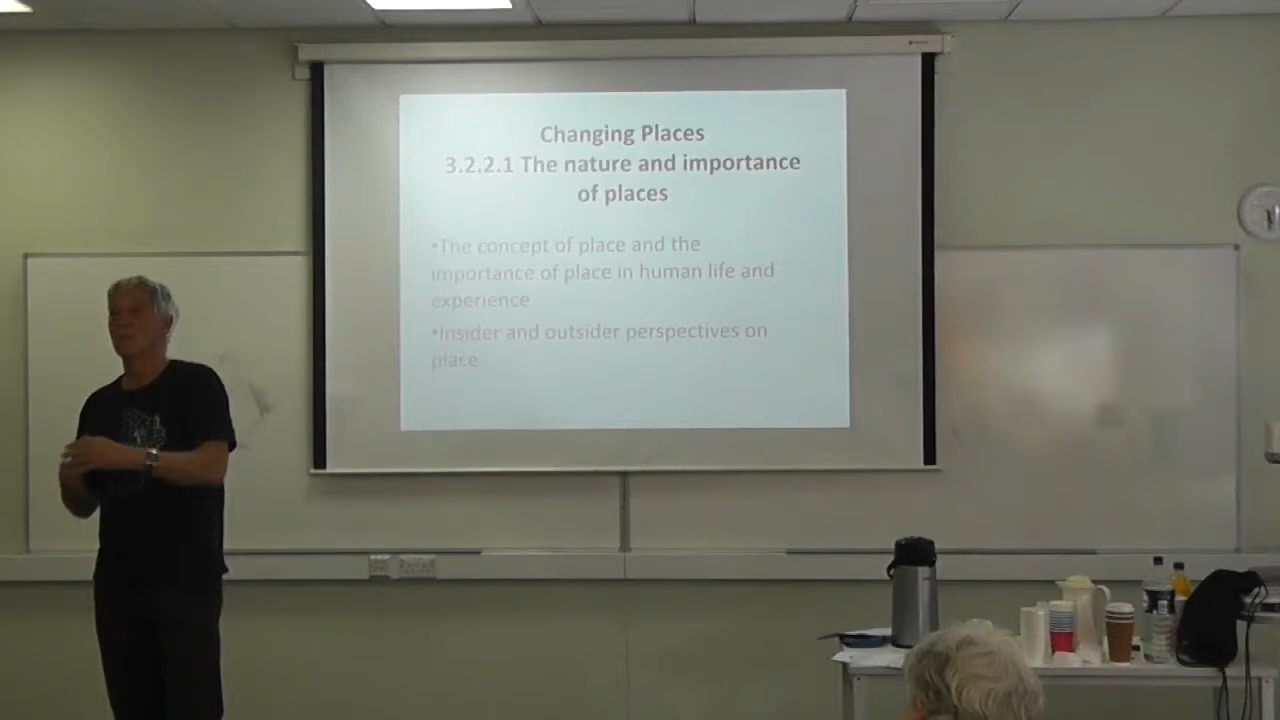 Changing Places
3.2.2.1 The nature and importance
of places
•The concept of place and the
importance of place in human life and
experience
•Insider and outsider perspectives on
place